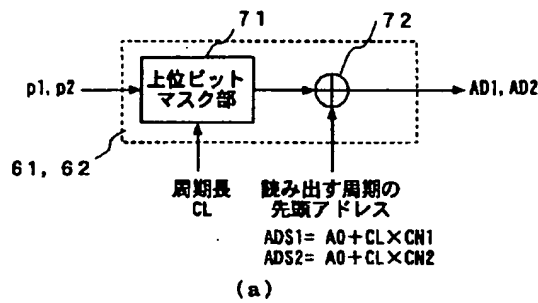 71
72
p1, p2
上位ビット
マスク部
AD1, AD2
61, 62
周期長
CL
読み出す周期の
先頭アドレス
ADS1= A0+CL×CN1
ADS2= A0+CL×CN2
(a)